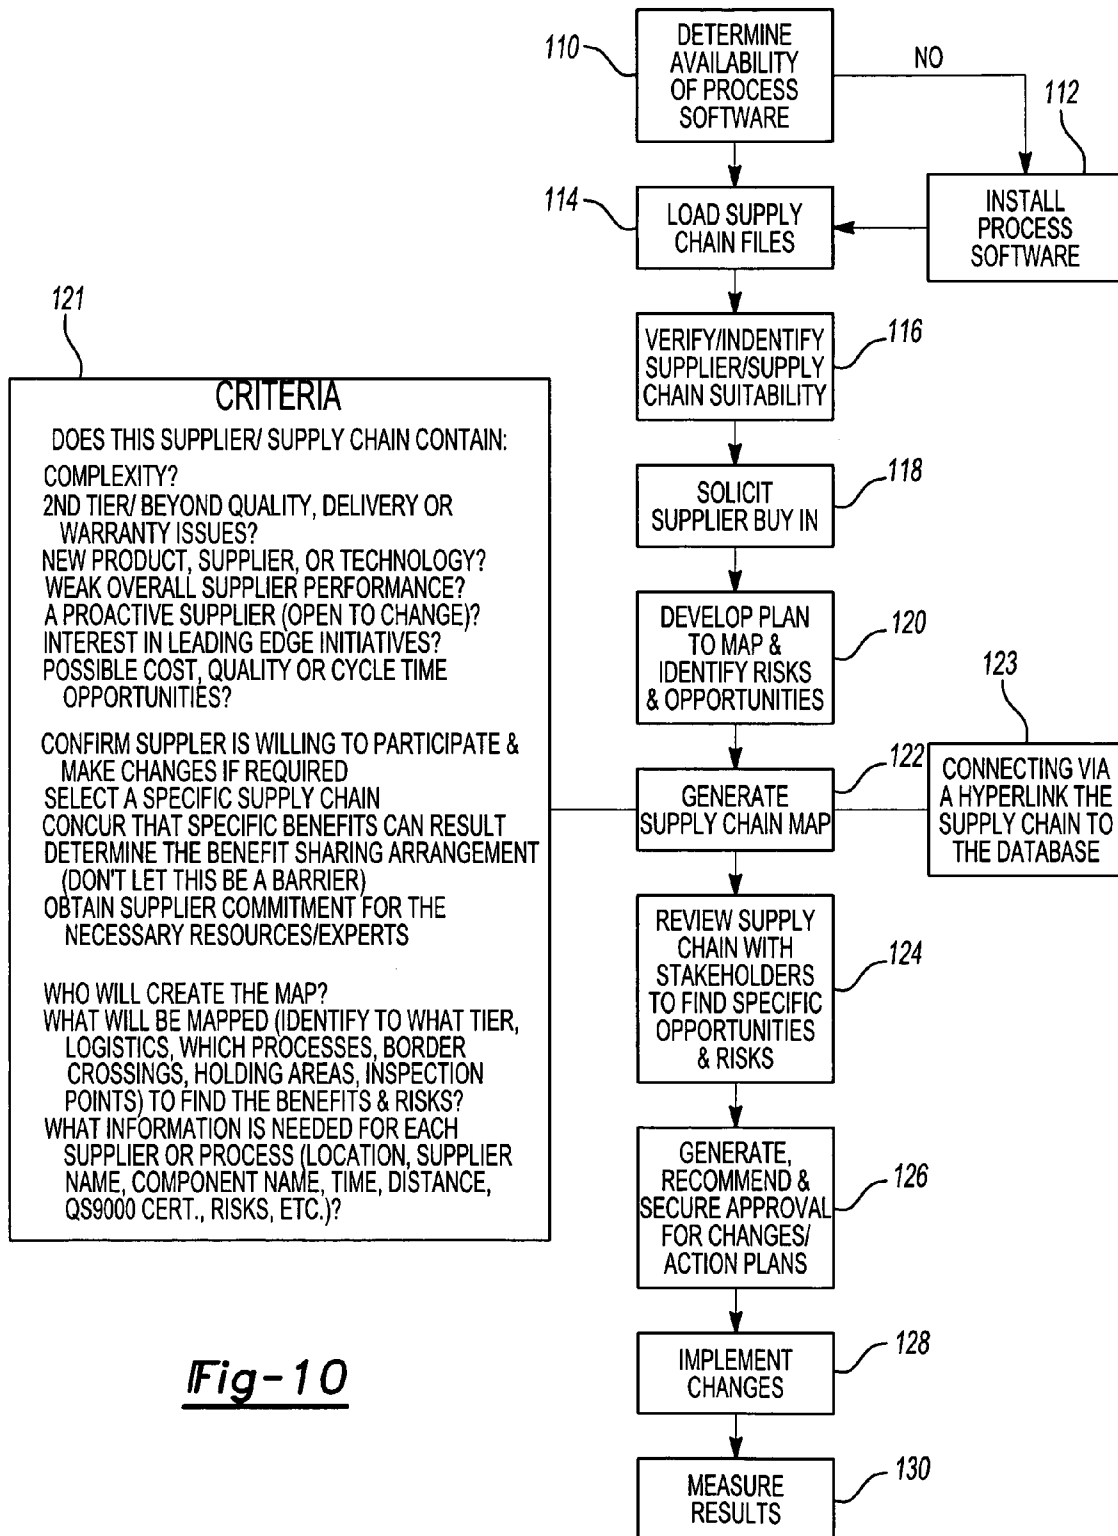 110
DETERMINE
AVAILABILITY
OF PROCESS
SOFTWARE
NO
112
INSTALL
PROCESS
SOFTWARE
114
LOAD SUPPLY
CHAIN FILES
VERIFY/INDENTIFY
SUPPLIER/SUPPLY
CHAIN SUITABILITY
116
SOLICIT
SUPPLIER BUY IN
118
DEVELOP PLAN
TO MAP &
IDENTIFY RISKS
& OPPORTUNITIES
120
121
CRITERIA
DOES THIS SUPPLIER/ SUPPLY CHAIN CONTAIN:
COMPLEXITY?
2ND TIER/ BEYOND QUALITY, DELIVERY OR
WARRANTY ISSUES?
NEW PRODUCT, SUPPLIER, OR TECHNOLOGY?
WEAK OVERALL SUPPLIER PERFORMANCE?
A PROACTIVE SUPPLIER (OPEN TO CHANGE)?
INTEREST IN LEADING EDGE INITIATIVES?
POSSIBLE COST, QUALITY OR CYCLE TIME
OPPORTUNITIES?
CONFIRM SUPPLER IS WILLING TO PARTICIPATE &
MAKE CHANGES IF REQUIRED
SELECT A SPECIFIC SUPPLY CHAIN
CONCUR THAT SPECIFIC BENEFITS CAN RESULT
DETERMINE THE BENEFIT SHARING ARRANGEMENT
(DON'T LET THIS BE A BARRIER)
OBTAIN SUPPLIER COMMITMENT FOR THE
NECESSARY RESOURCES/EXPERTS
WHO WILL CREATE THE MAP?
WHAT WILL BE MAPPED (IDENTIFY TO WHAT TIER,
LOGISTICS, WHICH PROCESSES, BORDER
CROSSINGS, HOLDING AREAS, INSPECTION
POINTS) TO FIND THE BENEFITS & RISKS?
WHAT INFORMATION IS NEEDED FOR EACH
SUPPLIER OR PROCESS (LOCATION, SUPPLIER
NAME, COMPONENT NAME, TIME, DISTANCE,
QS9000 CERT., RISKS, ETC.)?
GENERATE
SUPPLY CHAIN MAP
122
123
CONNECTING VIA
A HYPERLINK THE
SUPPLY CHAIN TO
THE DATABASE
REVIEW SUPPLY
CHAIN WITH
STAKEHOLDERS
TO FIND SPECIFIC
OPPORTUNITIES
& RISKS
124
GENERATE,
RECOMMEND &
SECURE APPROVAL
FOR CHANGES/
ACTION PLANS
126
IMPLEMENT
CHANGES
128
MEASURE
RESULTS
130
Fig-10